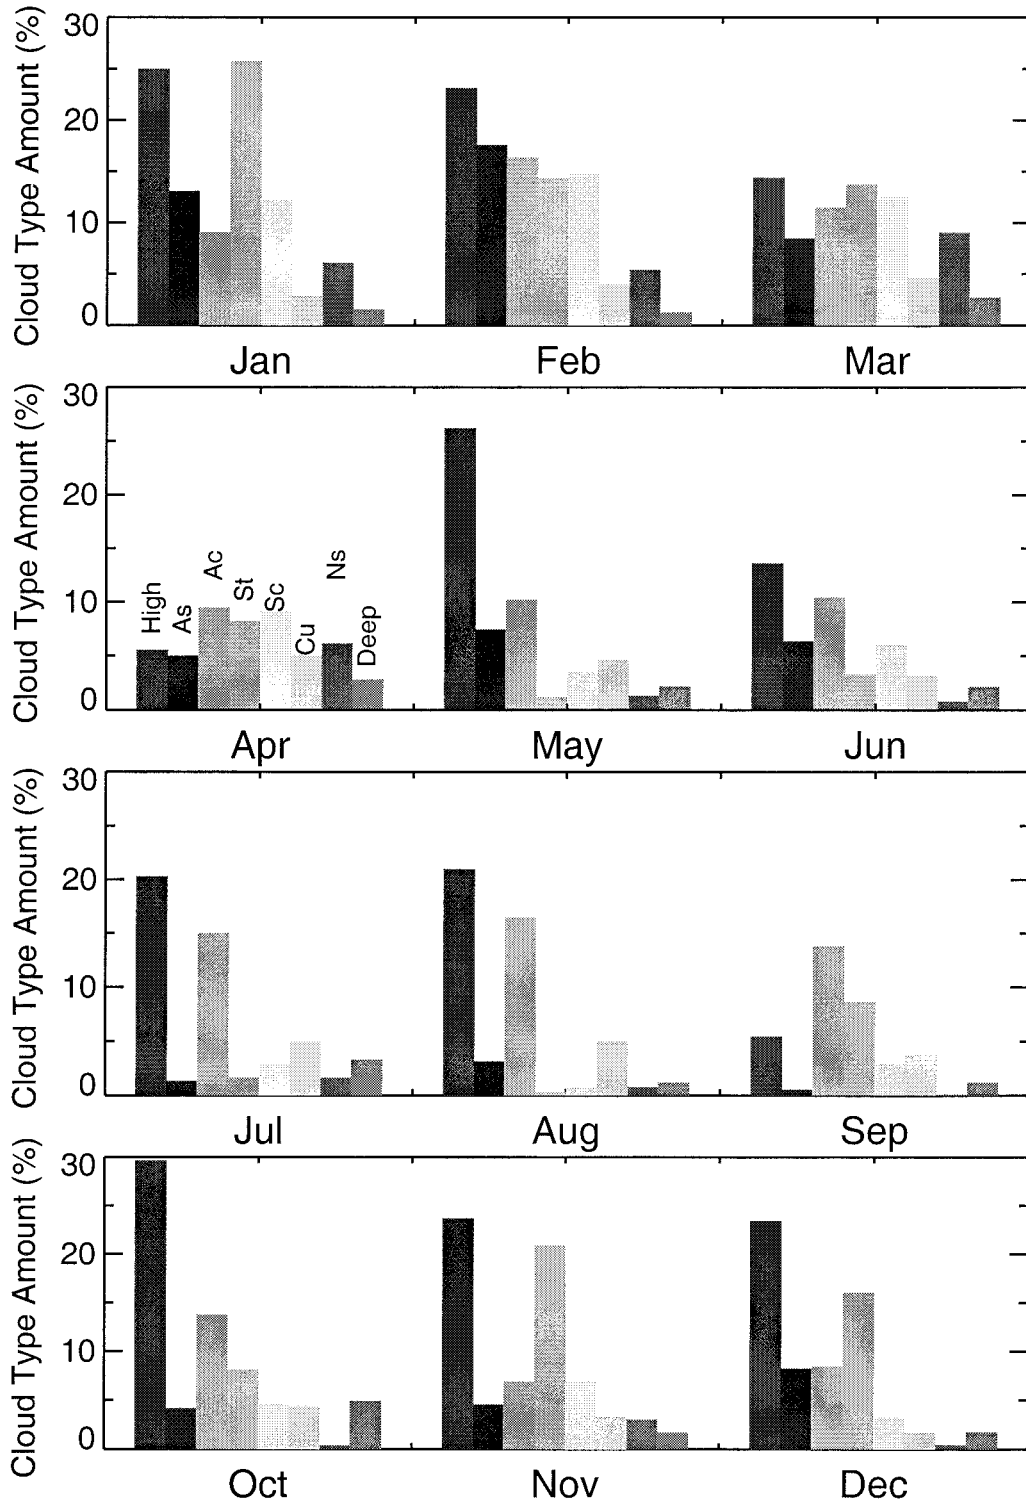 Cloud Type Amount (%)
30
20
10
0
Jan
Feb
Mar
Cloud Type Amount (%)
30
20
10
0
High
As
Ac
St
Sc
Cu
Ns
Deep
Apr
May
Jun
Cloud Type Amount (%)
30
20
10
0
Jul
Aug
Sep
Cloud Type Amount (%)
30
20
10
0
Oct
Nov
Dec